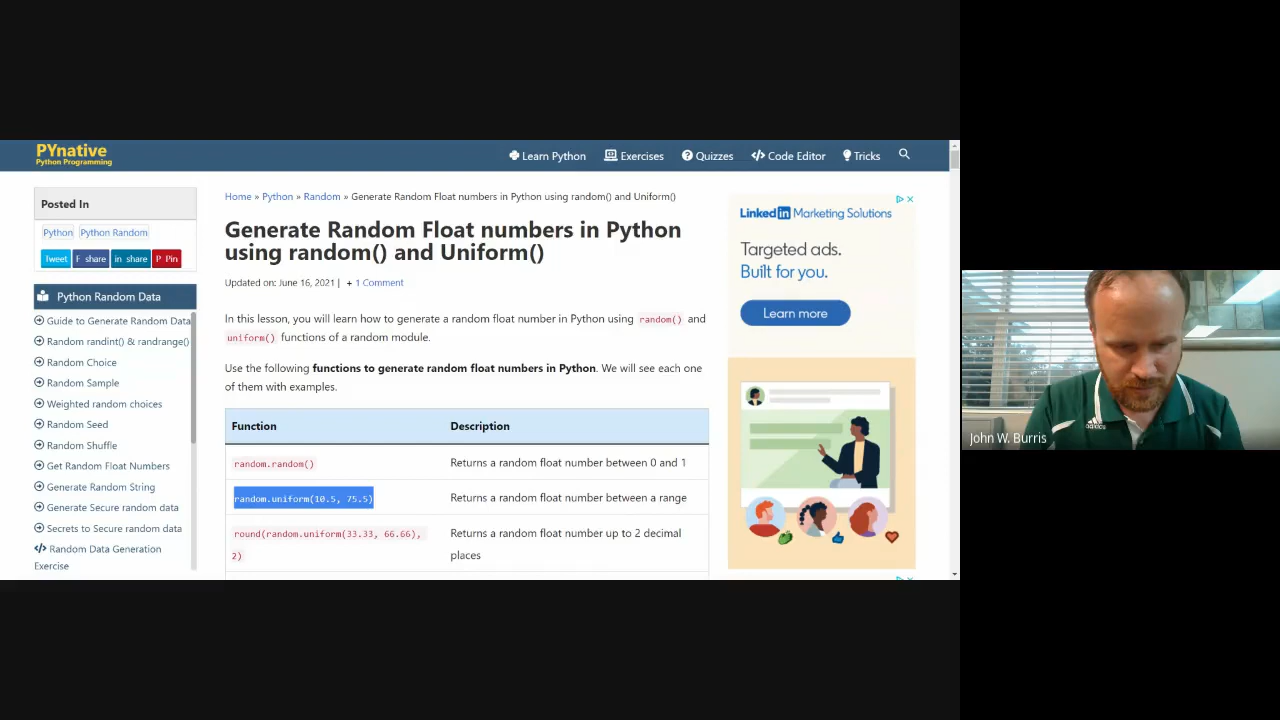 PYnative
Python Programming
Learn Python Exercises Quizzes Code Editor Tricks
Posted In
Python Python Random
Tweet F share in share P Pin
Python Random Data
Guide to Generate Random Data
Random randint() & randrange()
Random Choice
Random Sample
Weighted random choices
Random Seed
Random Shuffle
Get Random Float Numbers
Generate Random String
Generate Secure random data
Secrets to Secure random data
Random Data Generation
Exercise
Home » Python » Random » Generate Random Float numbers in Python using random() and Uniform()
Generate Random Float numbers in Python
using random() and Uniform()
Updated on: June 16, 2021 | + 1 Comment
In this lesson, you will learn how to generate a random float number in Python using random() and
uniform() functions of a random module.
Use the following functions to generate random float numbers in Python. We will see each one
of them with examples.
Function Description
random.random() Returns a random float number between 0 and 1
random.uniform(10.5, 75.5) Returns a random float number between a range
round(random.uniform(33.33, 66.66), Returns a random float number up to 2 decimal
2) places
Linked in Marketing Solutions
Targeted ads.
Built for you.
Learn more
adidas
John W. Burris